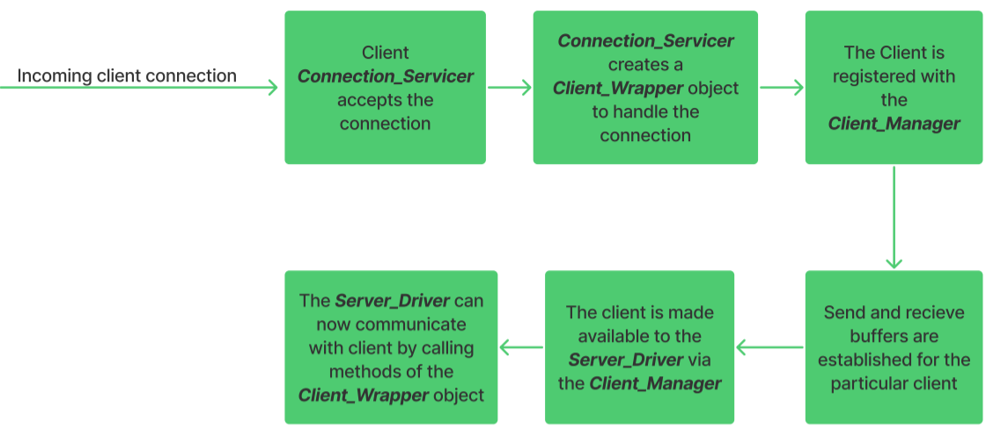 Incoming client connection
Client
Connection_Servicer
accepts the
connection
Connection_Servicer
creates a
Client_Wrapper object
to handle the
connection
The Client is
registered with
the
Client_Manager
Send and recieve
buffers are
established for the
particular client
The client is made
available to the
Server_Driver via
the Client_Manager
The Server_Driver can
now communicate
with client by calling
methods of the
Client_Wrapper object